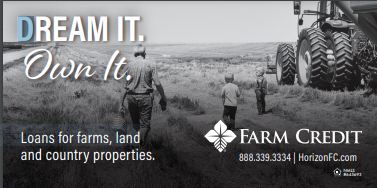 DREAM IT.
Own It.
Loans for farms, land
and country properties.
FARM CREDIT
888.339.3334 | HorizonFC.com